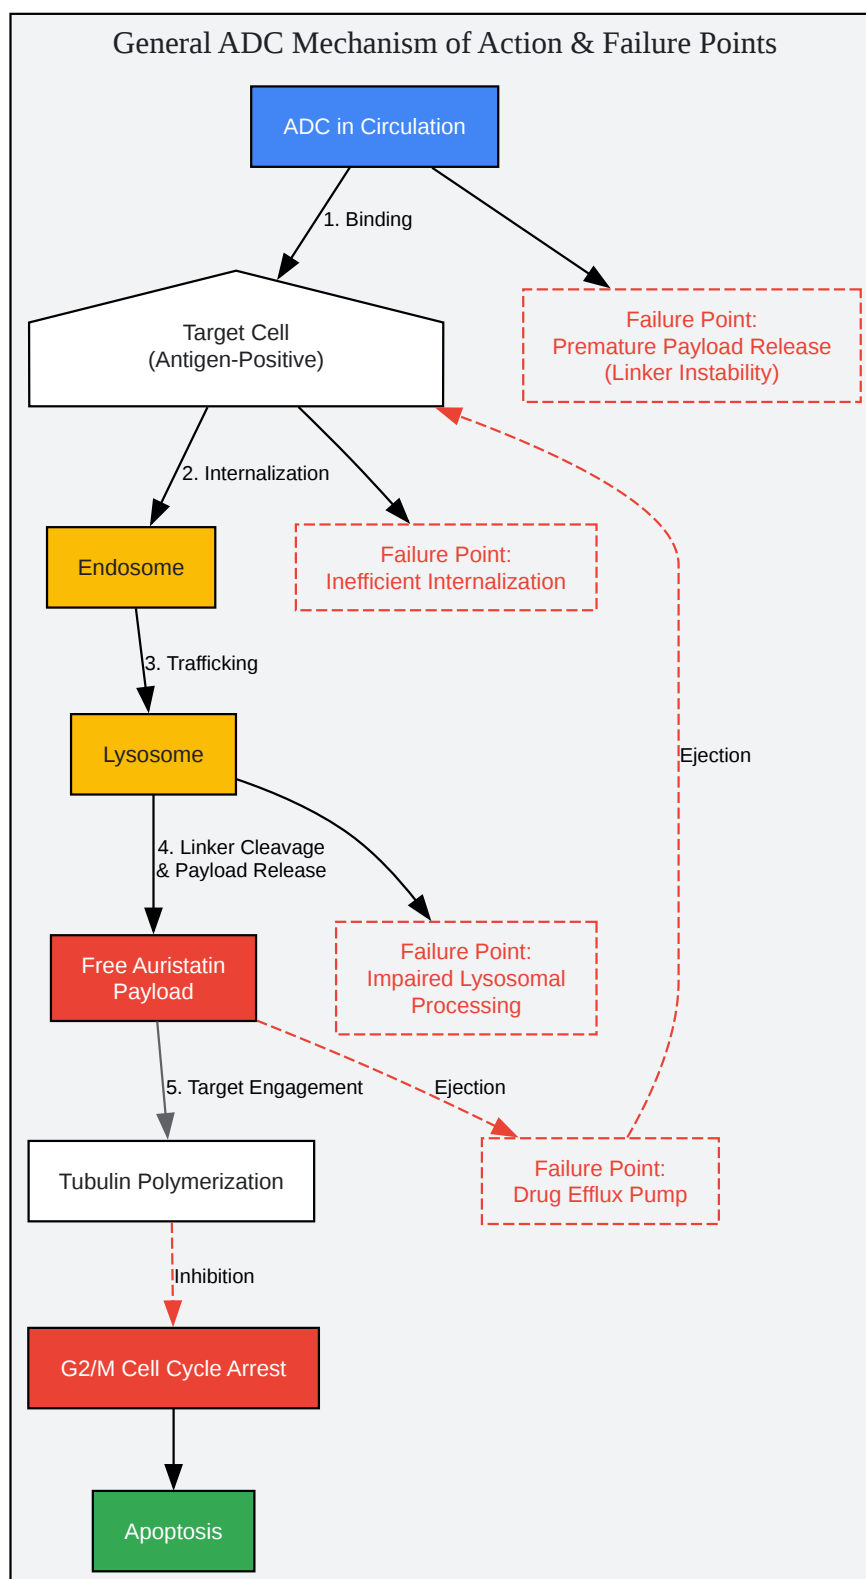 General ADC Mechanism of Action & Failure Points
ADC in Circulation
1. Binding
Target Cell
(Antigen-Positive)
Failure Point:
Premature Payload Release
(Linker Instability)
2. Internalization
Endosome
Failure Point:
Inefficient Internalization
3. Trafficking
Lysosome
Ejection
4. Linker Cleavage
& Payload Release
Free Auristatin
Payload
Failure Point:
Impaired Lysosomal
Processing
5. Target Engagement
Ejection
Tubulin Polymerization
Failure Point:
Drug Efflux Pump
Inhibition
G2/M Cell Cycle Arrest
Apoptosis